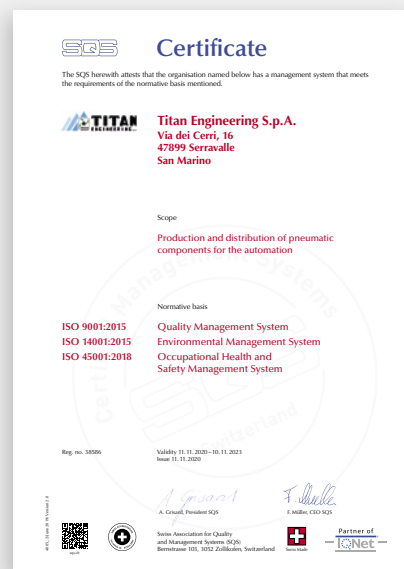 SQS
Certificate
The SQS herewith attests that the organisation named below has a management system that meets
the requirements of the normative basis mentioned.
TITAN
ENGINEERING
Titan Engineering S.p.A.
Via dei Cerri, 16
47899 Serravalle
San Marino
Scope
Production and distribution of pneumatic
components for the automation
Normative basis
ISO 9001:2015 Quality Management System
ISO 14001:2015 Environmental Management System
ISO 45001:2018 Occupational Health and
Safety Management System
Reg. no. 38586
Validity 11. 11. 2020 – 10. 11. 2023
Issue 11. 11. 2020
A. Grisard, President SQS
F. Müller, CEO SQS
Swiss Association for Quality
and Management Systems (SQS)
Bernstrasse 103, 3052 Zollikofen, Switzerland
Swiss Made
Partner of
IQNet
sqs.ch